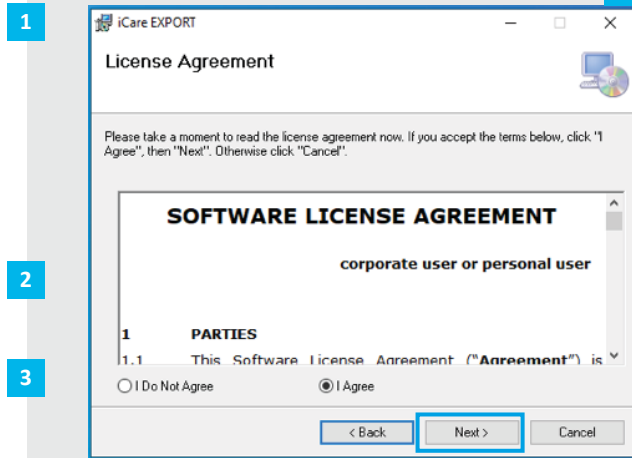 1
iCare EXPORT
License Agreement
Please take a moment to read the license agreement now. If you accept the terms below, click "I
Agree", then "Next". Otherwise click "Cancel".
SOFTWARE LICENSE AGREEMENT
corporate user or personal user
2
1 PARTIES
1.1 This Software License Agreement ("Agreement") is
3
I Do Not Agree I Agree
< Back Next > Cancel